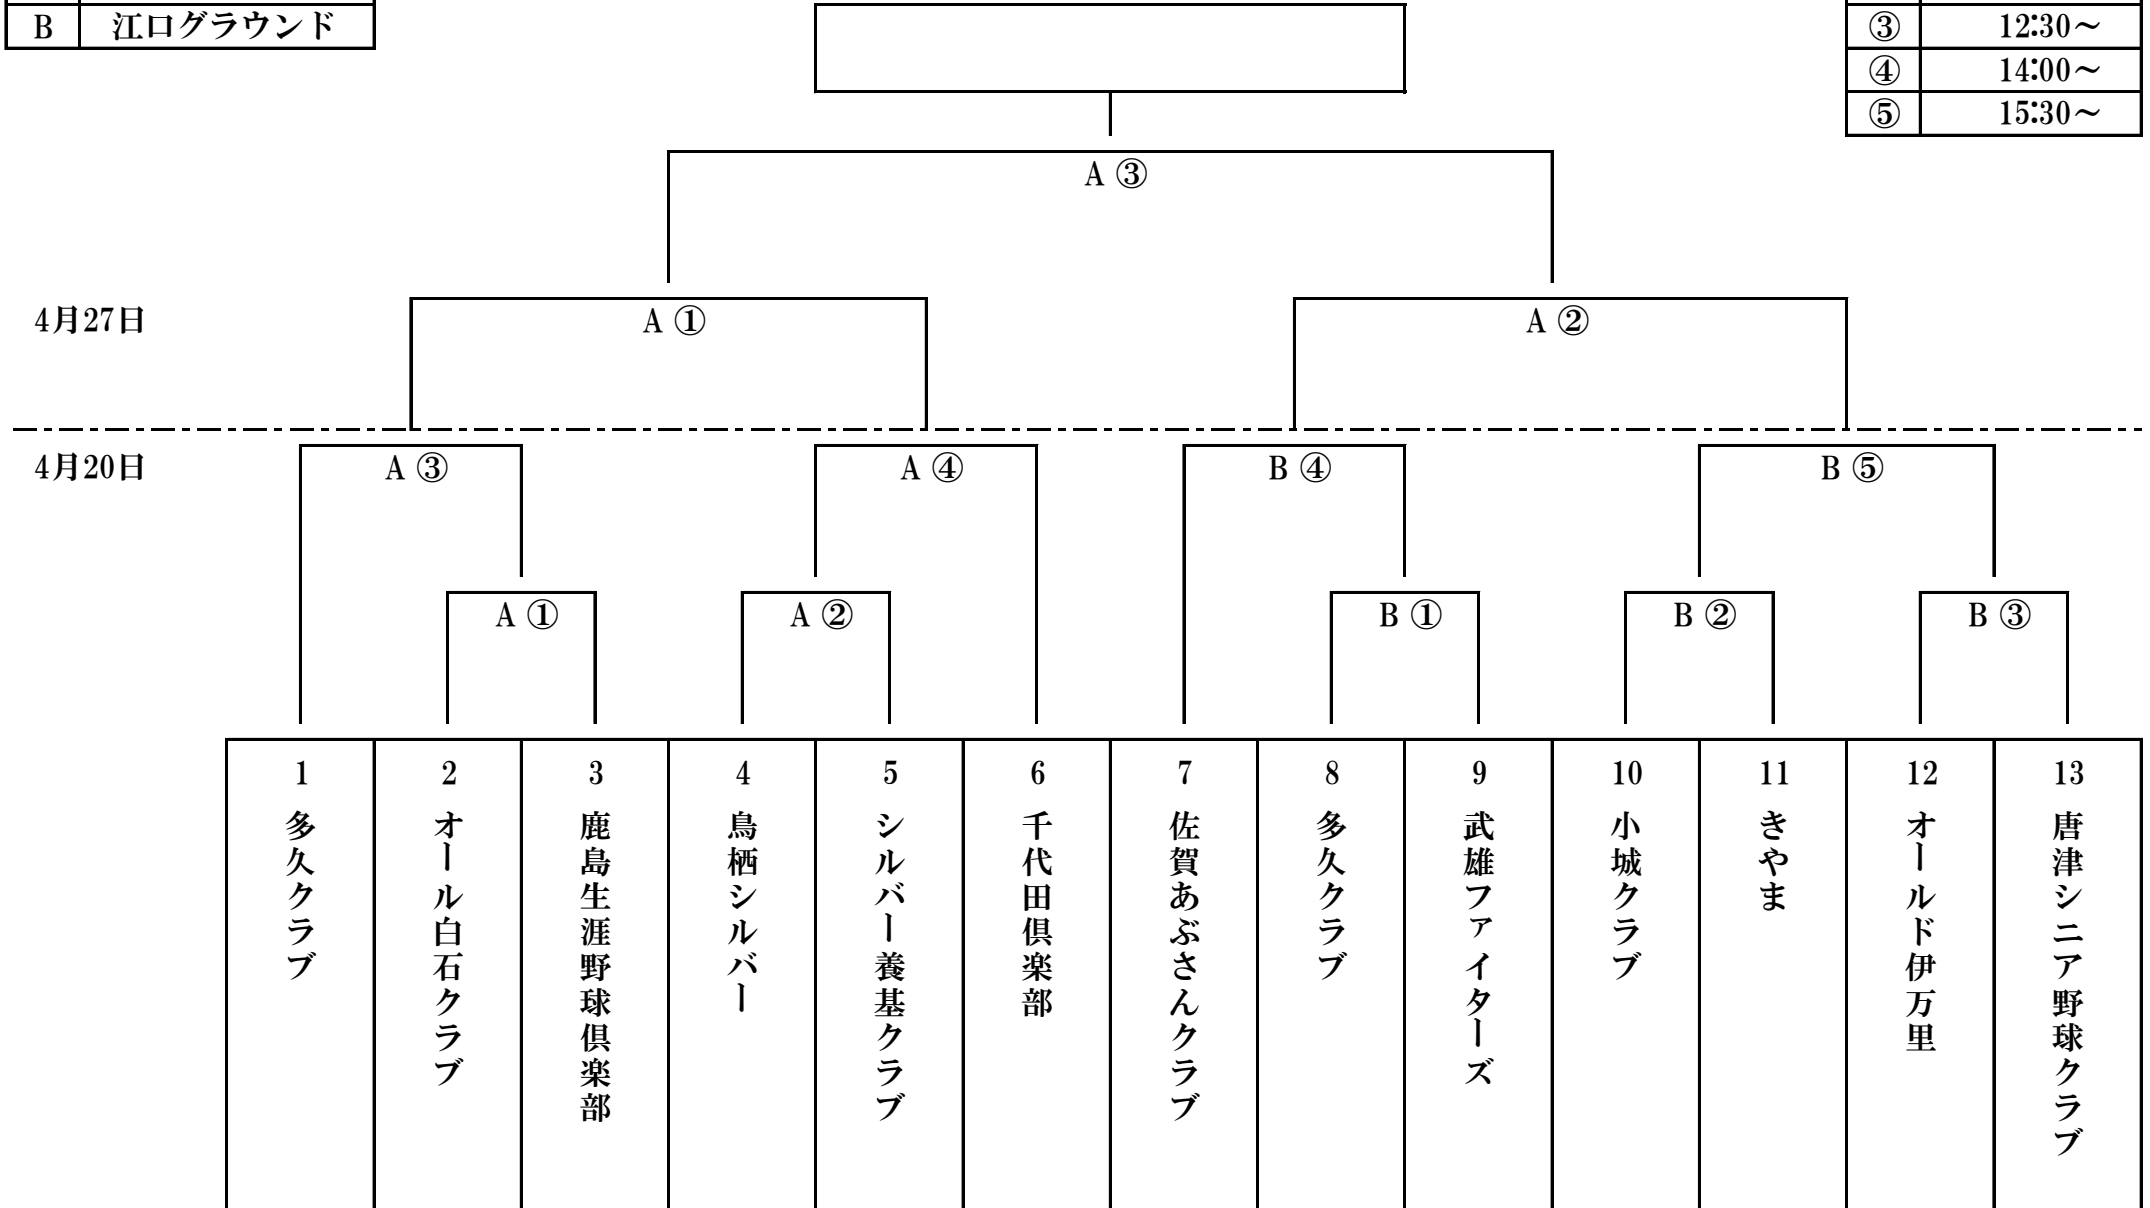 B 江口グラウンド
③ 12:30～
④ 14:00～
⑤ 15:30～
A ③
4月27日
A ①
A ②
4月20日
A ③
A ④
B ④
B ⑤
A ①
A ②
B ①
B ②
B ③
1 多久クラブ
2 オール白石クラブ
3 鹿島生涯野球倶楽部
4 鳥栖シルバー
5 シルバー養基クラブ
6 千代田倶楽部
7 佐賀あぶさんクラブ
8 多久クラブ
9 武雄ファイターズ
10 小城クラブ
11 きやま
12 オールド伊万里
13 唐津シニア野球クラブ